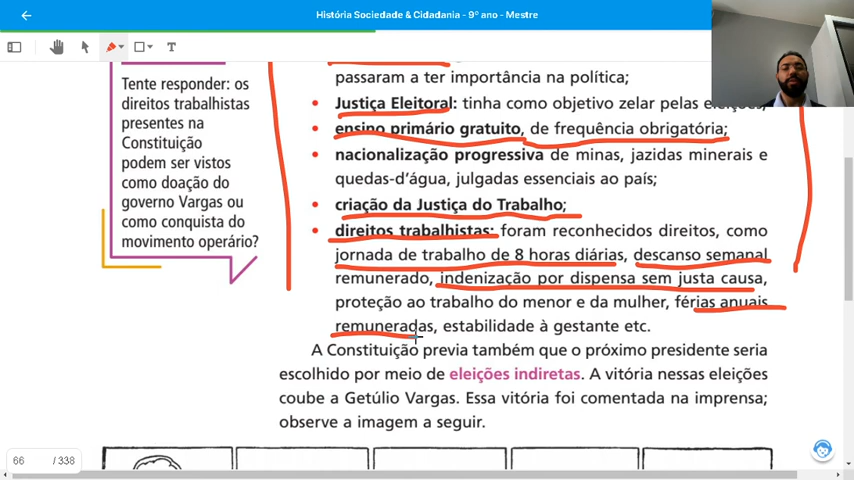 História Sociedade & Cidadania - 9º ano - Mestre
T
Tente responder: os
direitos trabalhistas
presentes na
Constituição
podem ser vistos
como doação do
governo Vargas ou
como conquista do
movimento operário?
passaram a ter importância na política;
• Justiça Eleitoral: tinha como objetivo zelar pelas eleições;
• ensino primário gratuito, de frequência obrigatória;
• nacionalização progressiva de minas, jazidas minerais e
quedas-d'água, julgadas essenciais ao país;
• criação da Justiça do Trabalho;
• direitos trabalhistas: foram reconhecidos direitos, como
jornada de trabalho de 8 horas diárias, descanso semanal
remunerado, indenização por dispensa sem justa causa,
proteção ao trabalho do menor e da mulher, férias anuais
remuneradas, estabilidade à gestante etc.
A Constituição previa também que o próximo presidente seria
escolhido por meio de eleições indiretas. A vitória nessas eleições
coube a Getúlio Vargas. Essa vitória foi comentada na imprensa;
observe a imagem a seguir.
66 / 338